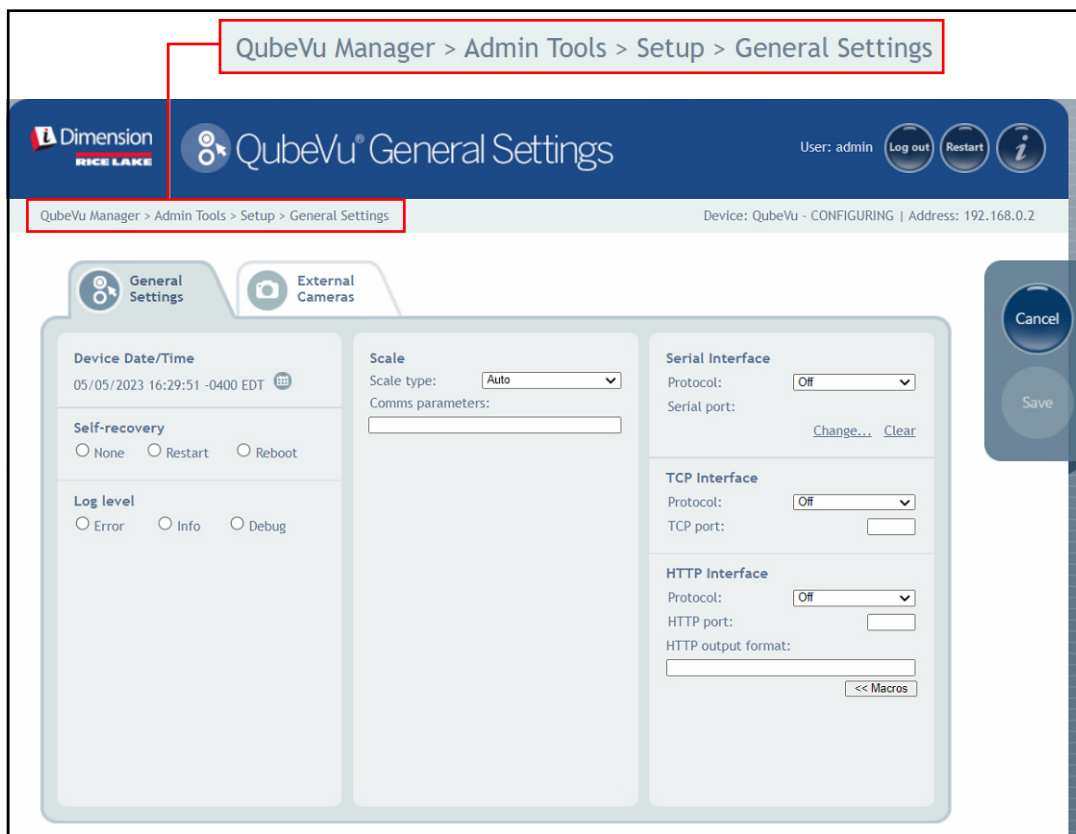 QubeVu Manager > Admin Tools > Setup > General Settings
i Dimension
RICE LAKE
QubeVu® General Settings
User: admin
Log out
Restart
i
QubeVu Manager > Admin Tools > Setup > General Settings
Device: QubeVu - CONFIGURING | Address: 192.168.0.2
General
Settings
External
Cameras
Cancel
Save
Device Date/Time
05/05/2023 16:29:51 -0400 EDT
Self-recovery
None Restart Reboot
Log level
Error Info Debug
Scale
Scale type: Auto
Comms parameters:
Serial Interface
Protocol: Off
Serial port:
Change... Clear
TCP Interface
Protocol: Off
TCP port:
HTTP Interface
Protocol: Off
HTTP port:
HTTP output format:
<< Macros